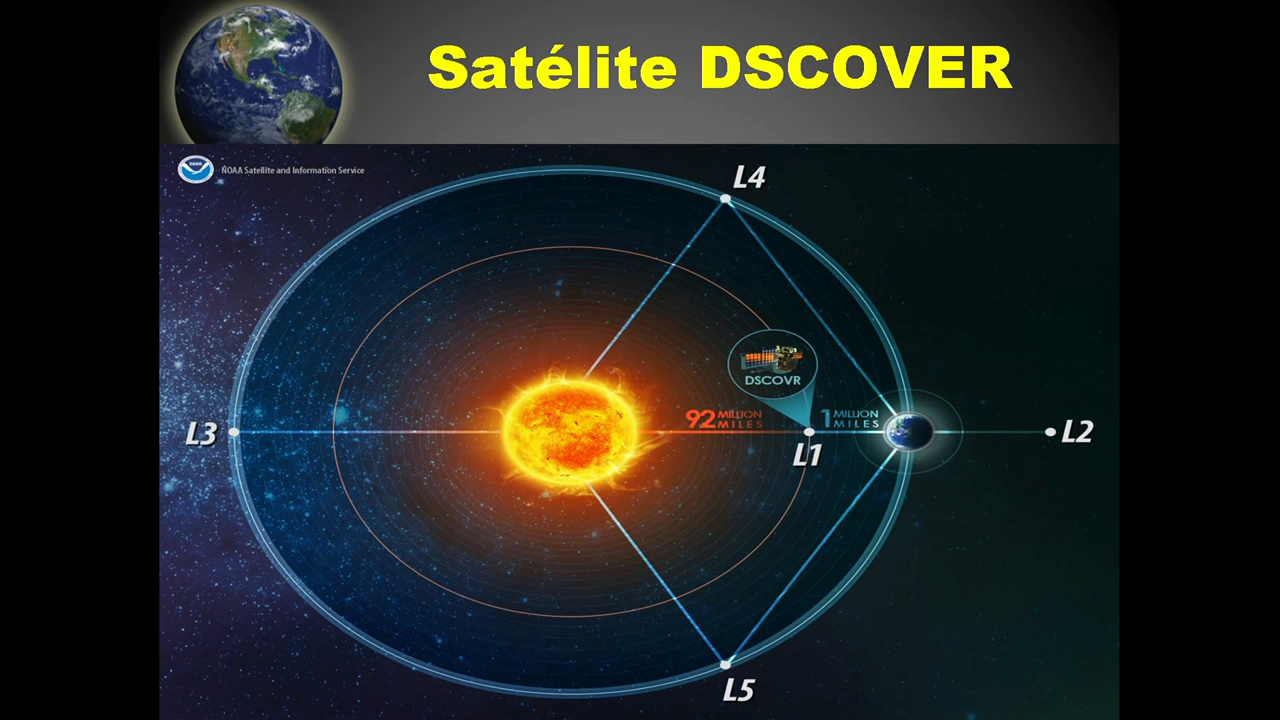 Satélite DSCOVER
NOAA Satellite and Information Service
L4
DSCOVR
92 MILLION MILES
1 MILLION MILES
L3
L1
L2
L5